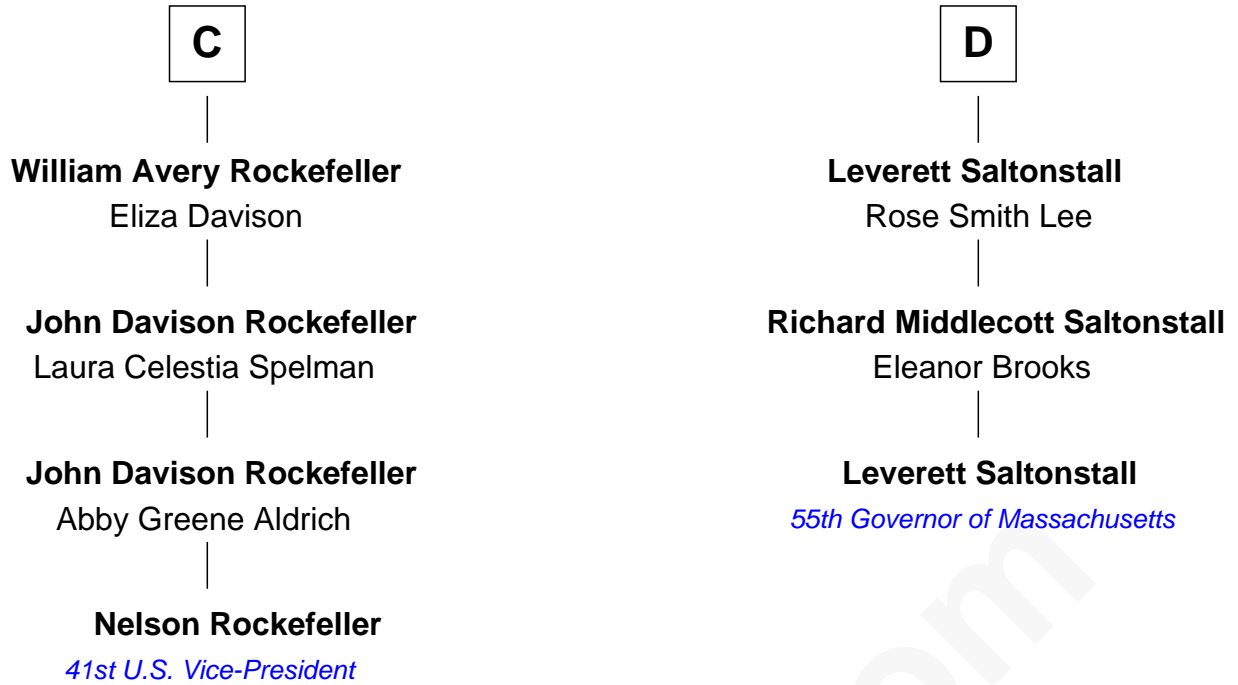 C
William Avery Rockefeller
Eliza Davison
John Davison Rockefeller
Laura Celestia Spelman
John Davison Rockefeller
Abby Greene Aldrich
Nelson Rockefeller
41st U.S. Vice-President
D
Leverett Saltonstall
Rose Smith Lee
Richard Middlecott Saltonstall
Eleanor Brooks
Leverett Saltonstall
55th Governor of Massachusetts
om